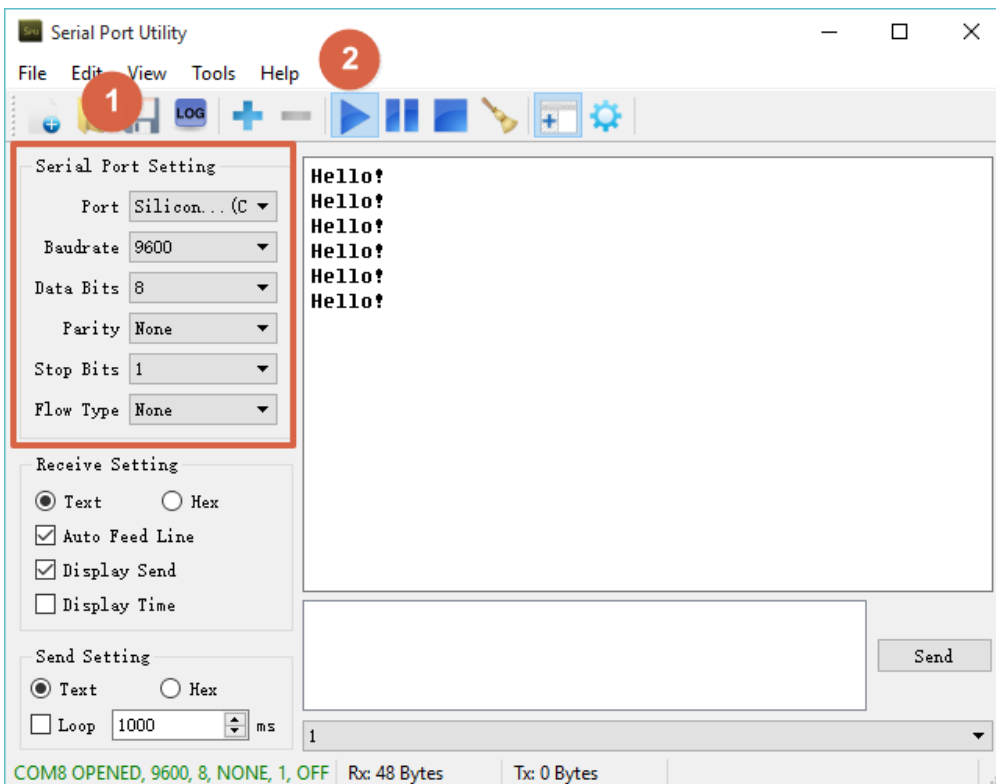 Serial Port Utility
File Edit View Tools Help
2
1
LOG
Serial Port Setting
Port Silicon...(C
Baudrate 9600
Data Bits 8
Parity None
Stop Bits 1
Flow Type None
Hello!
Hello!
Hello!
Hello!
Hello!
Hello!
Receive Setting
Text Hex
Auto Feed Line
Display Send
Display Time
Send Setting
Text Hex
Loop 1000 ms
Send
1
COM8 OPENED, 9600, 8, NONE, 1, OFF Rx: 48 Bytes Tx: 0 Bytes